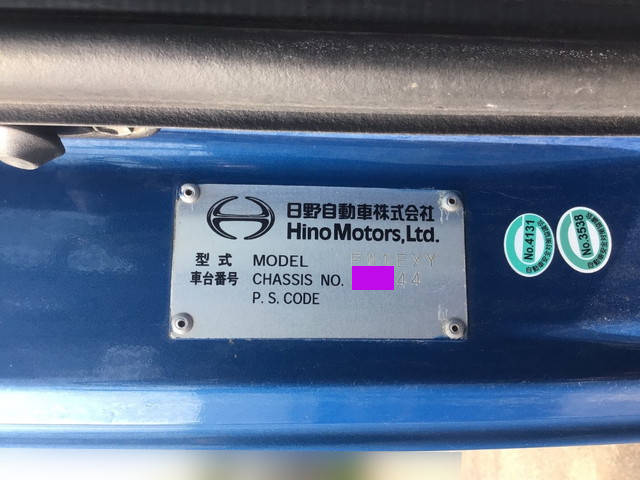 日野自動車株式会社
Hino Motors, Ltd.
型式 MODEL
車台番号 CHASSIS NO. 44
P.S.CODE
No.4131
No.3538